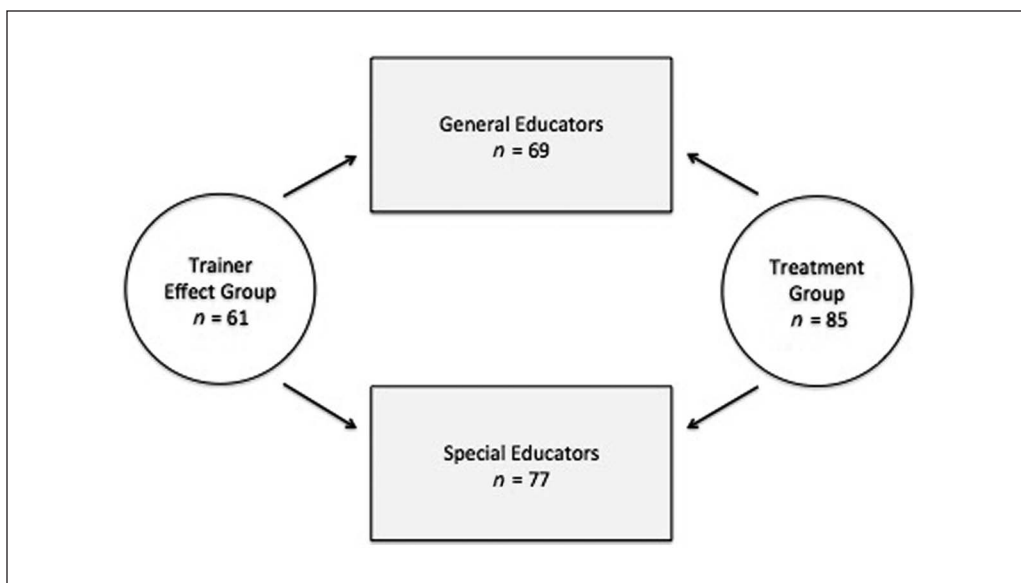 General Educators
n = 69
Trainer
Effect Group
n = 61
Treatment
Group
n = 85
Special Educators
n = 77